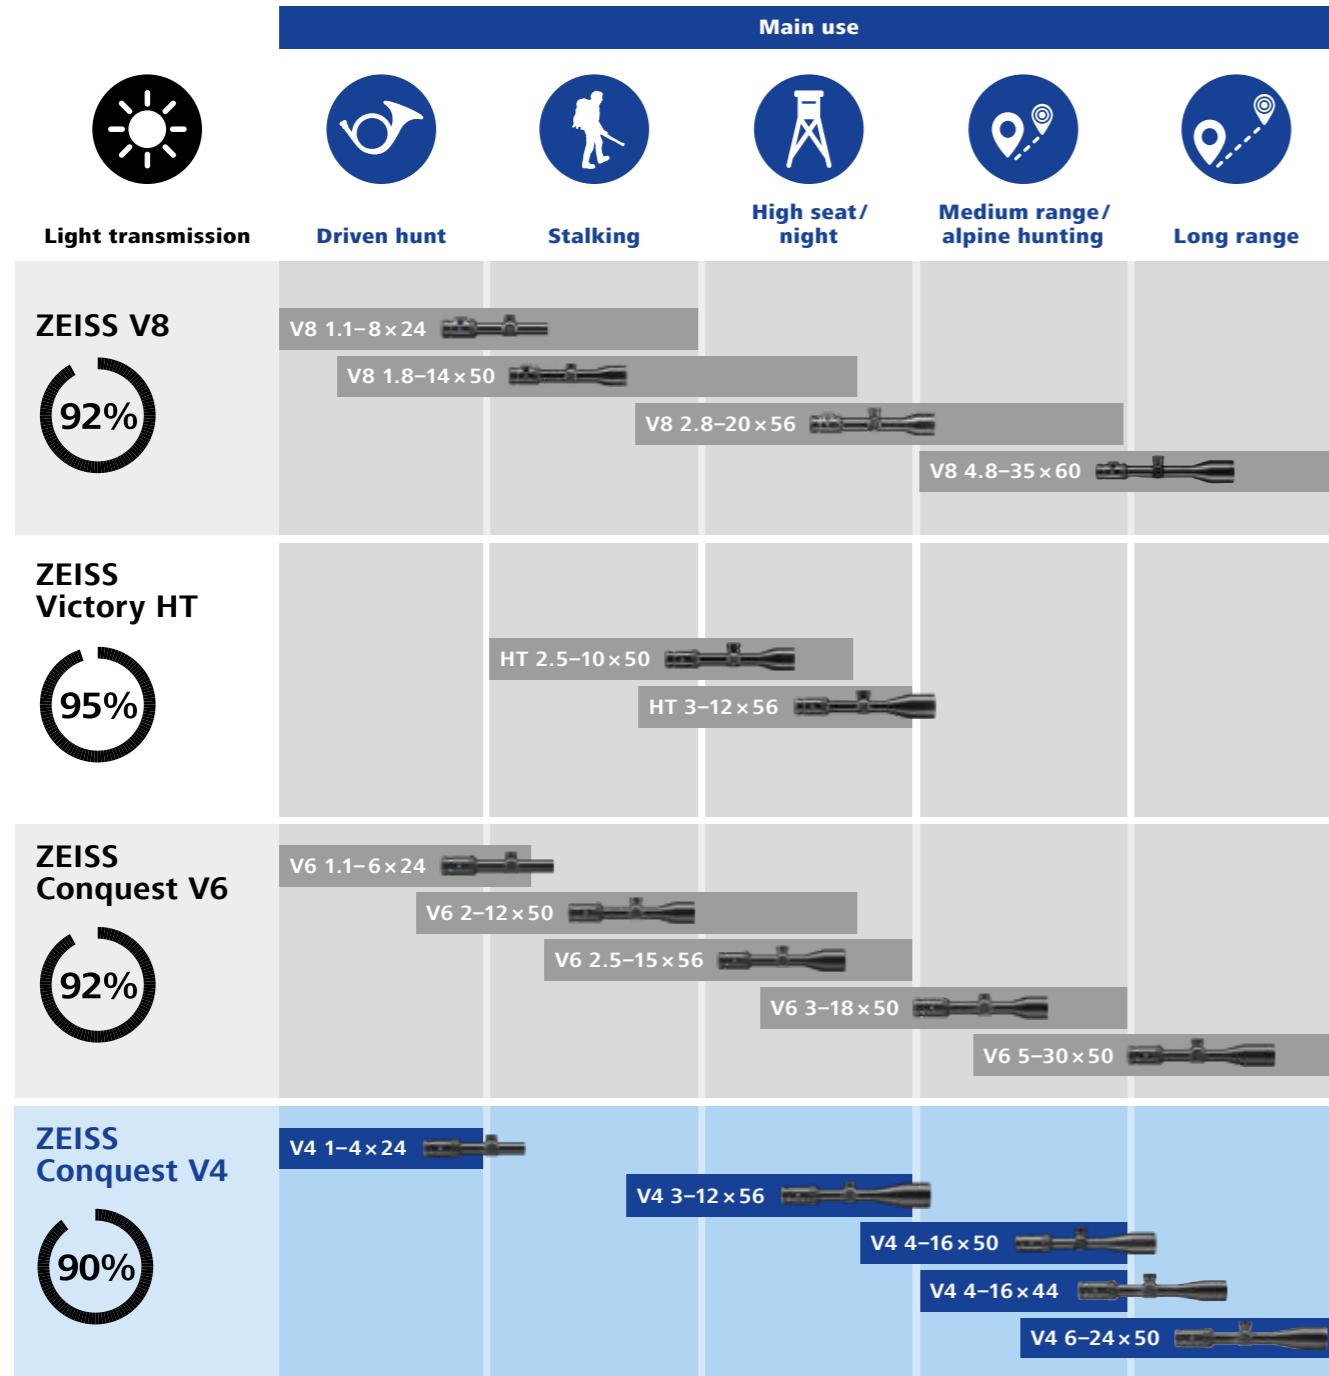 Main use
Light transmission
Driven hunt
Stalking
High seat/
night
Medium range/
alpine hunting
Long range
ZEISS V8
92%
V8 1.1–8×24
V8 1.8–14×50
V8 2.8–20×56
V8 4.8–35×60
ZEISS
Victory HT
95%
HT 2.5–10×50
HT 3–12×56
ZEISS
Conquest V6
92%
V6 1.1–6×24
V6 2–12×50
V6 2.5–15×56
V6 3–18×50
V6 5–30×50
ZEISS
Conquest V4
90%
V4 1–4×24
V4 3–12×56
V4 4–16×50
V4 4–16×44
V4 6–24×50